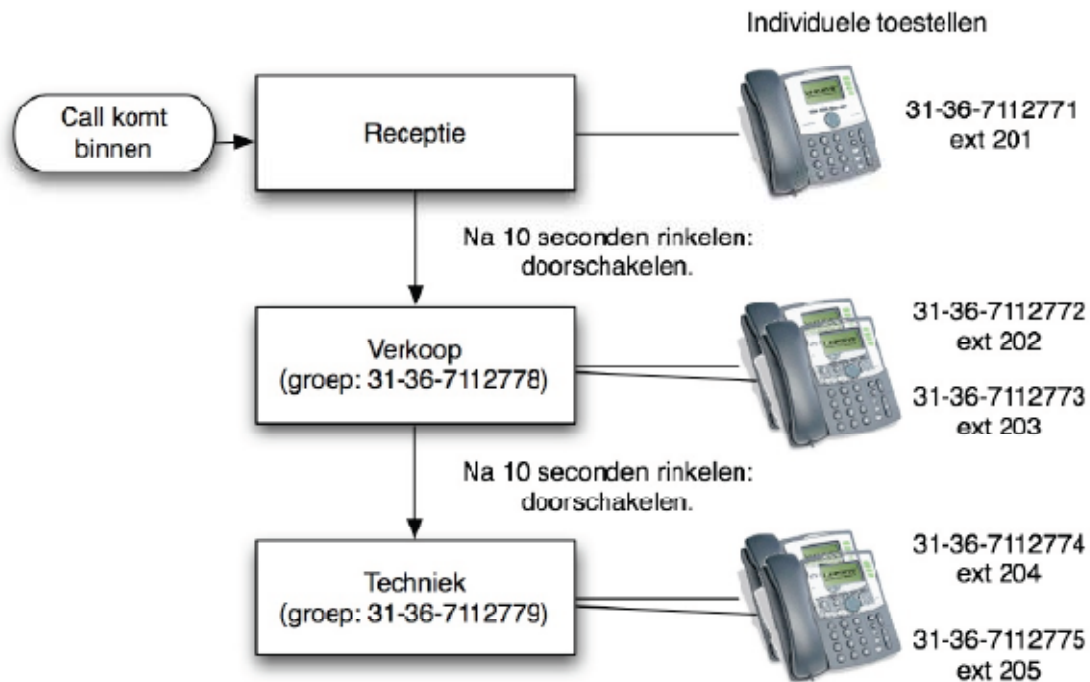 Individuele toestellen
Call komt
binnen
Receptie
31-36-7112771
ext 201
Na 10 seconden rinkelen:
doorschakelen.
Verkoop
(groep: 31-36-7112778)
31-36-7112772
ext 202
31-36-7112773
ext 203
Na 10 seconden rinkelen:
doorschakelen.
Techniek
(groep: 31-36-7112779)
31-36-7112774
ext 204
31-36-7112775
ext 205